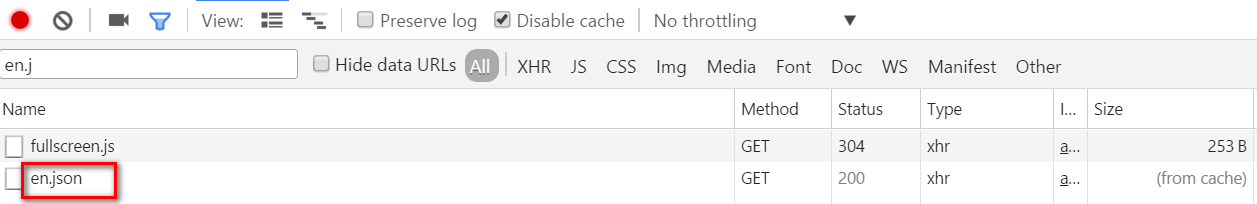 View: Preserve log Disable cache No throttling
en.j Hide data URLs All XHR JS CSS Img Media Font Doc WS Manifest Other
Name Method Status Type I... Size
fullscreen.js GET 304 xhr a... 253 B
en.json GET 200 xhr a... (from cache)